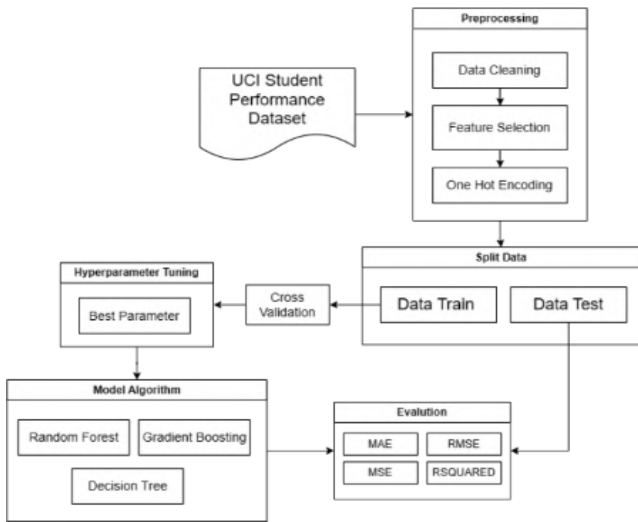 Preprocessing
UCI Student
Performance
Dataset
Data Cleaning
Feature Selection
One Hot Encoding
Split Data
Data Train
Data Test
Cross
Validation
Hyperparameter Tuning
Best Parameter
Model Algorithm
Random Forest
Gradient Boosting
Decision Tree
Evalution
MAE
RMSE
MSE
RSQUARED